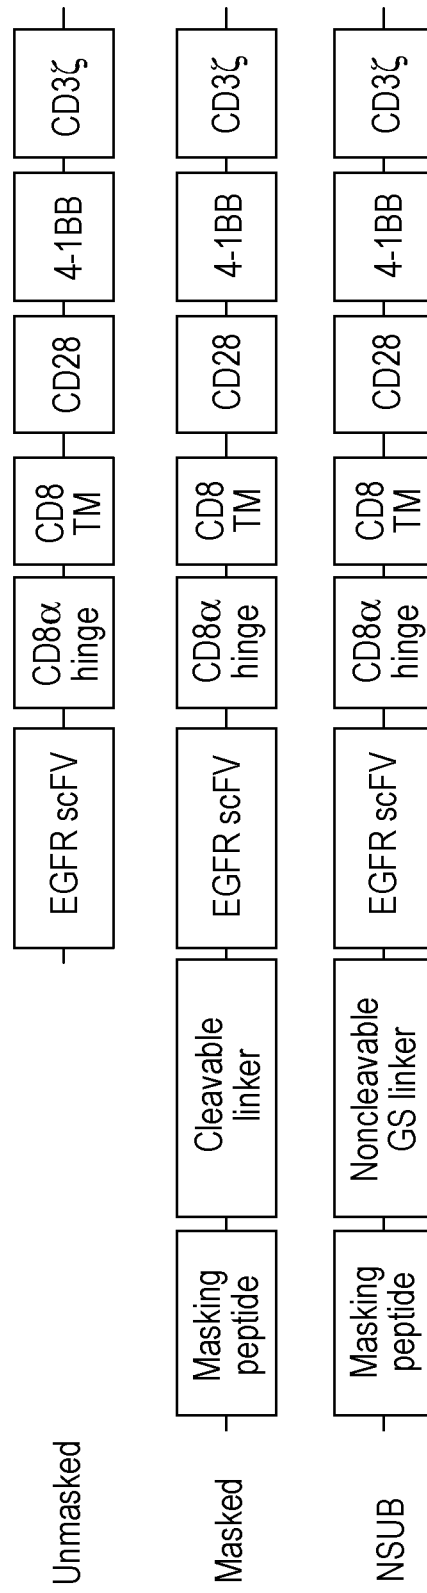 Unmasked
EGFR scFV
CD8α
hinge
CD8
TM
CD28
4-1BB
CD3ζ
Masked
Masking
peptide
Cleavable
linker
EGFR scFV
CD8α
hinge
CD8
TM
CD28
4-1BB
CD3ζ
NSUB
Masking
peptide
Noncleavable
GS linker
EGFR scFV
CD8α
hinge
CD8
TM
CD28
4-1BB
CD3ζ